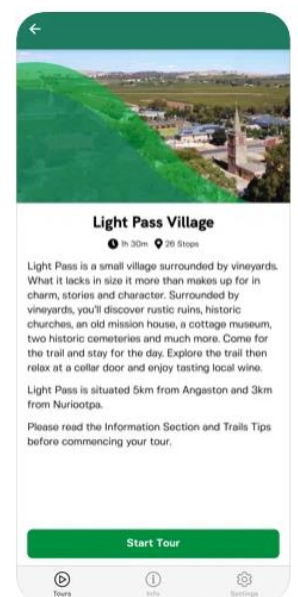 Light Pass Village
1h 30m 26 Stops
Light Pass is a small village surrounded by vineyards.
What it lacks in size it more than makes up for in
charm, stories and character. Surrounded by
vineyards, you'll discover rustic ruins, historic
churches, an old mission house, a cottage museum,
two historic cemeteries and much more. Come for
the trail and stay for the day. Explore the trail then
relax at a cellar door and enjoy tasting local wine.
Light Pass is situated 5km from Angaston and 3km
from Nuriootpa.
Please read the Information Section and Trails Tips
before commencing your tour.
Start Tour
Tours Info Settings